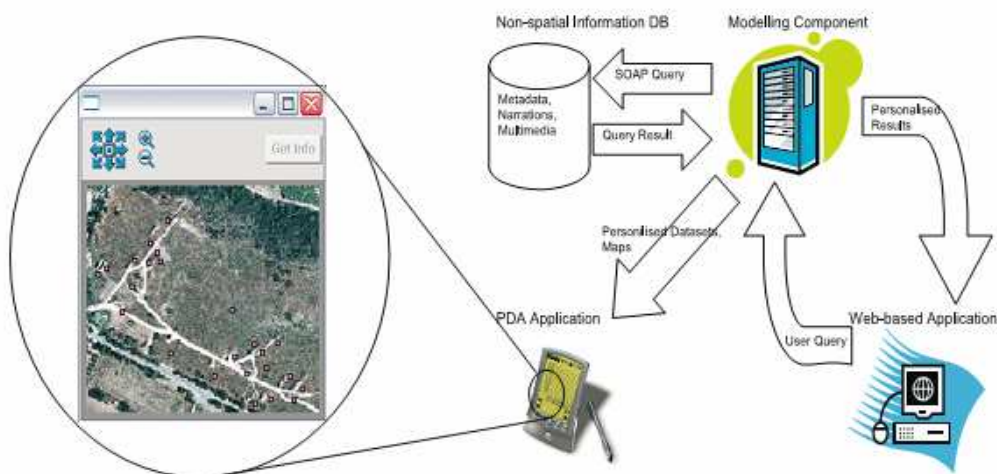 Non-spatial Information DB
Modelling Component
SOAP Query
Metadata,
Narrations,
Multimedia
Query Result
Personalised
Results
Get Info
Personilised Datasets,
Maps
PDA Application
Web-based Application
User Query